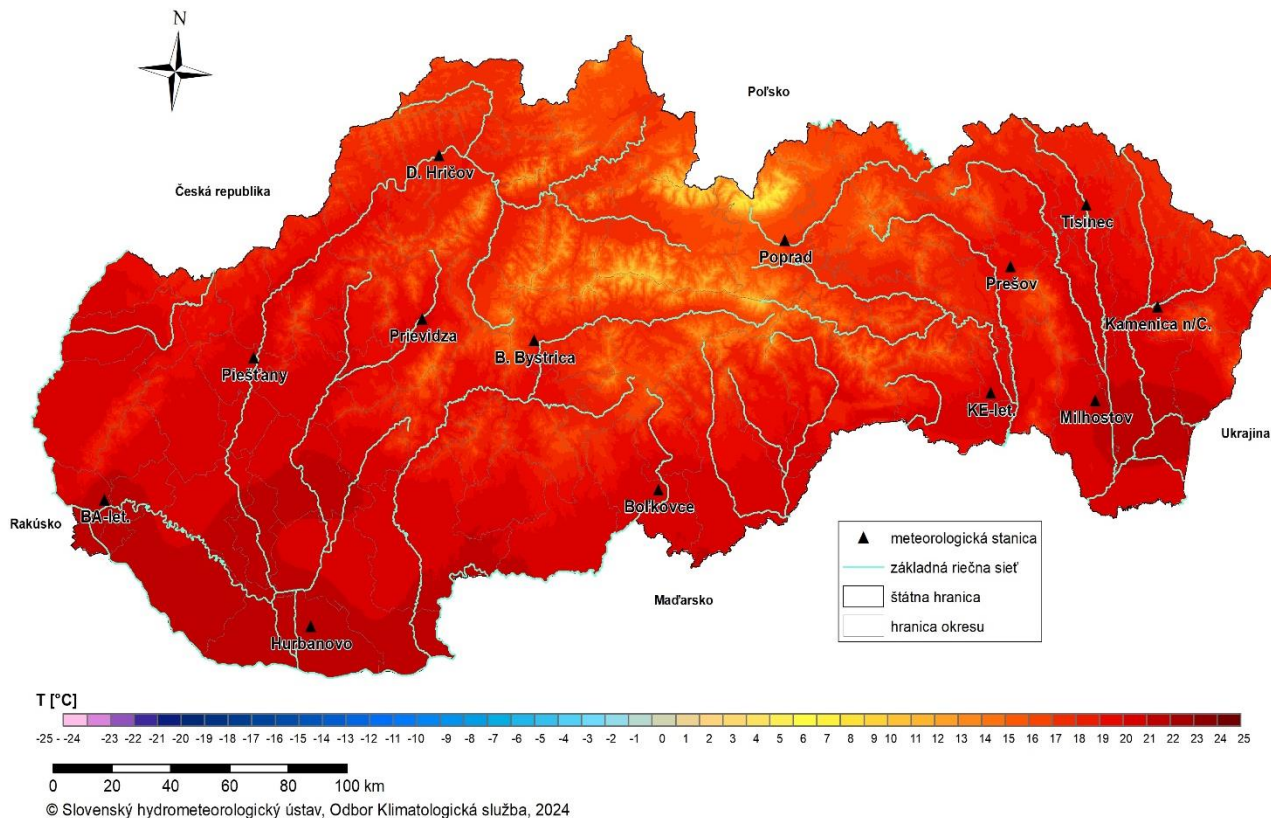 N
Poľsko
D. Hričov
Česká republika
Tisinec
Poprad
Prešov
Prievidza
Kamenica n/C.
B. Bystrica
Piešťany
KE-let.
Milhostov
Ukrajina
Boľkovce
BA-let.
Rakúsko
meteorologická stanica
základná riečna sieť
štátna hranica
hranica okresu
Maďarsko
Hurbanovo
T [°C]
-25 - -24 -23 -22 -21 -20 -19 -18 -17 -16 -15 -14 -13 -12 -11 -10 -9 -8 -7 -6 -5 -4 -3 -2 -1 0 1 2 3 4 5 6 7 8 9 10 11 12 13 14 15 16 17 18 19 20 21 22 23 24 25
0 20 40 60 80 100 km
© Slovenský hydrometeorologický ústav, Odbor Klimatologická služba, 2024